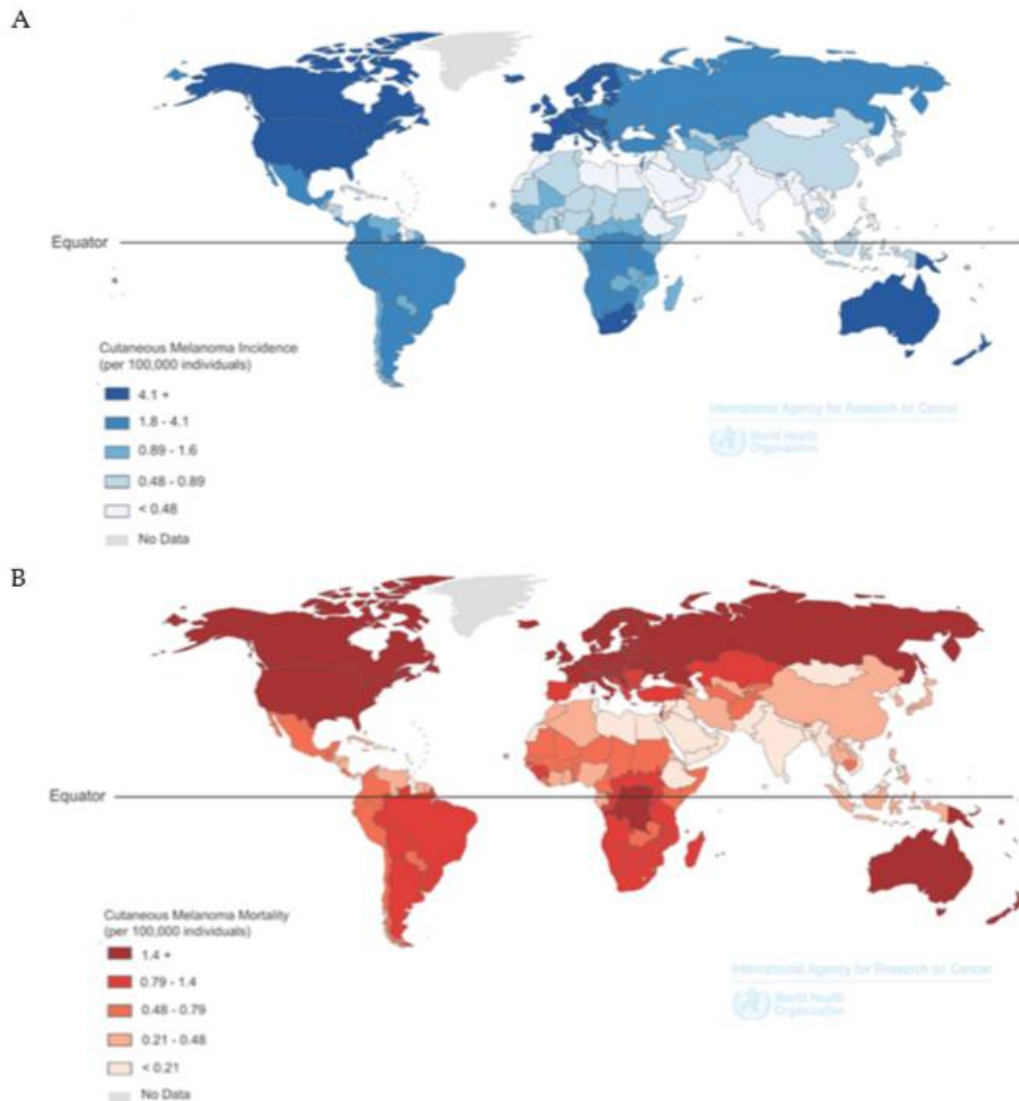 A
Equator
Cutaneous Melanoma Incidence
(per 100,000 individuals)
4.1 +
1.8 - 4.1
0.89 - 1.6
0.48 - 0.89
< 0.48
No Data
International Agency for Research on Cancer
World Health
Organization
B
Equator
Cutaneous Melanoma Mortality
(per 100,000 individuals)
1.4 +
0.79 - 1.4
0.48 - 0.79
0.21 - 0.48
< 0.21
No Data
International Agency for Research on Cancer
World Health
Organization